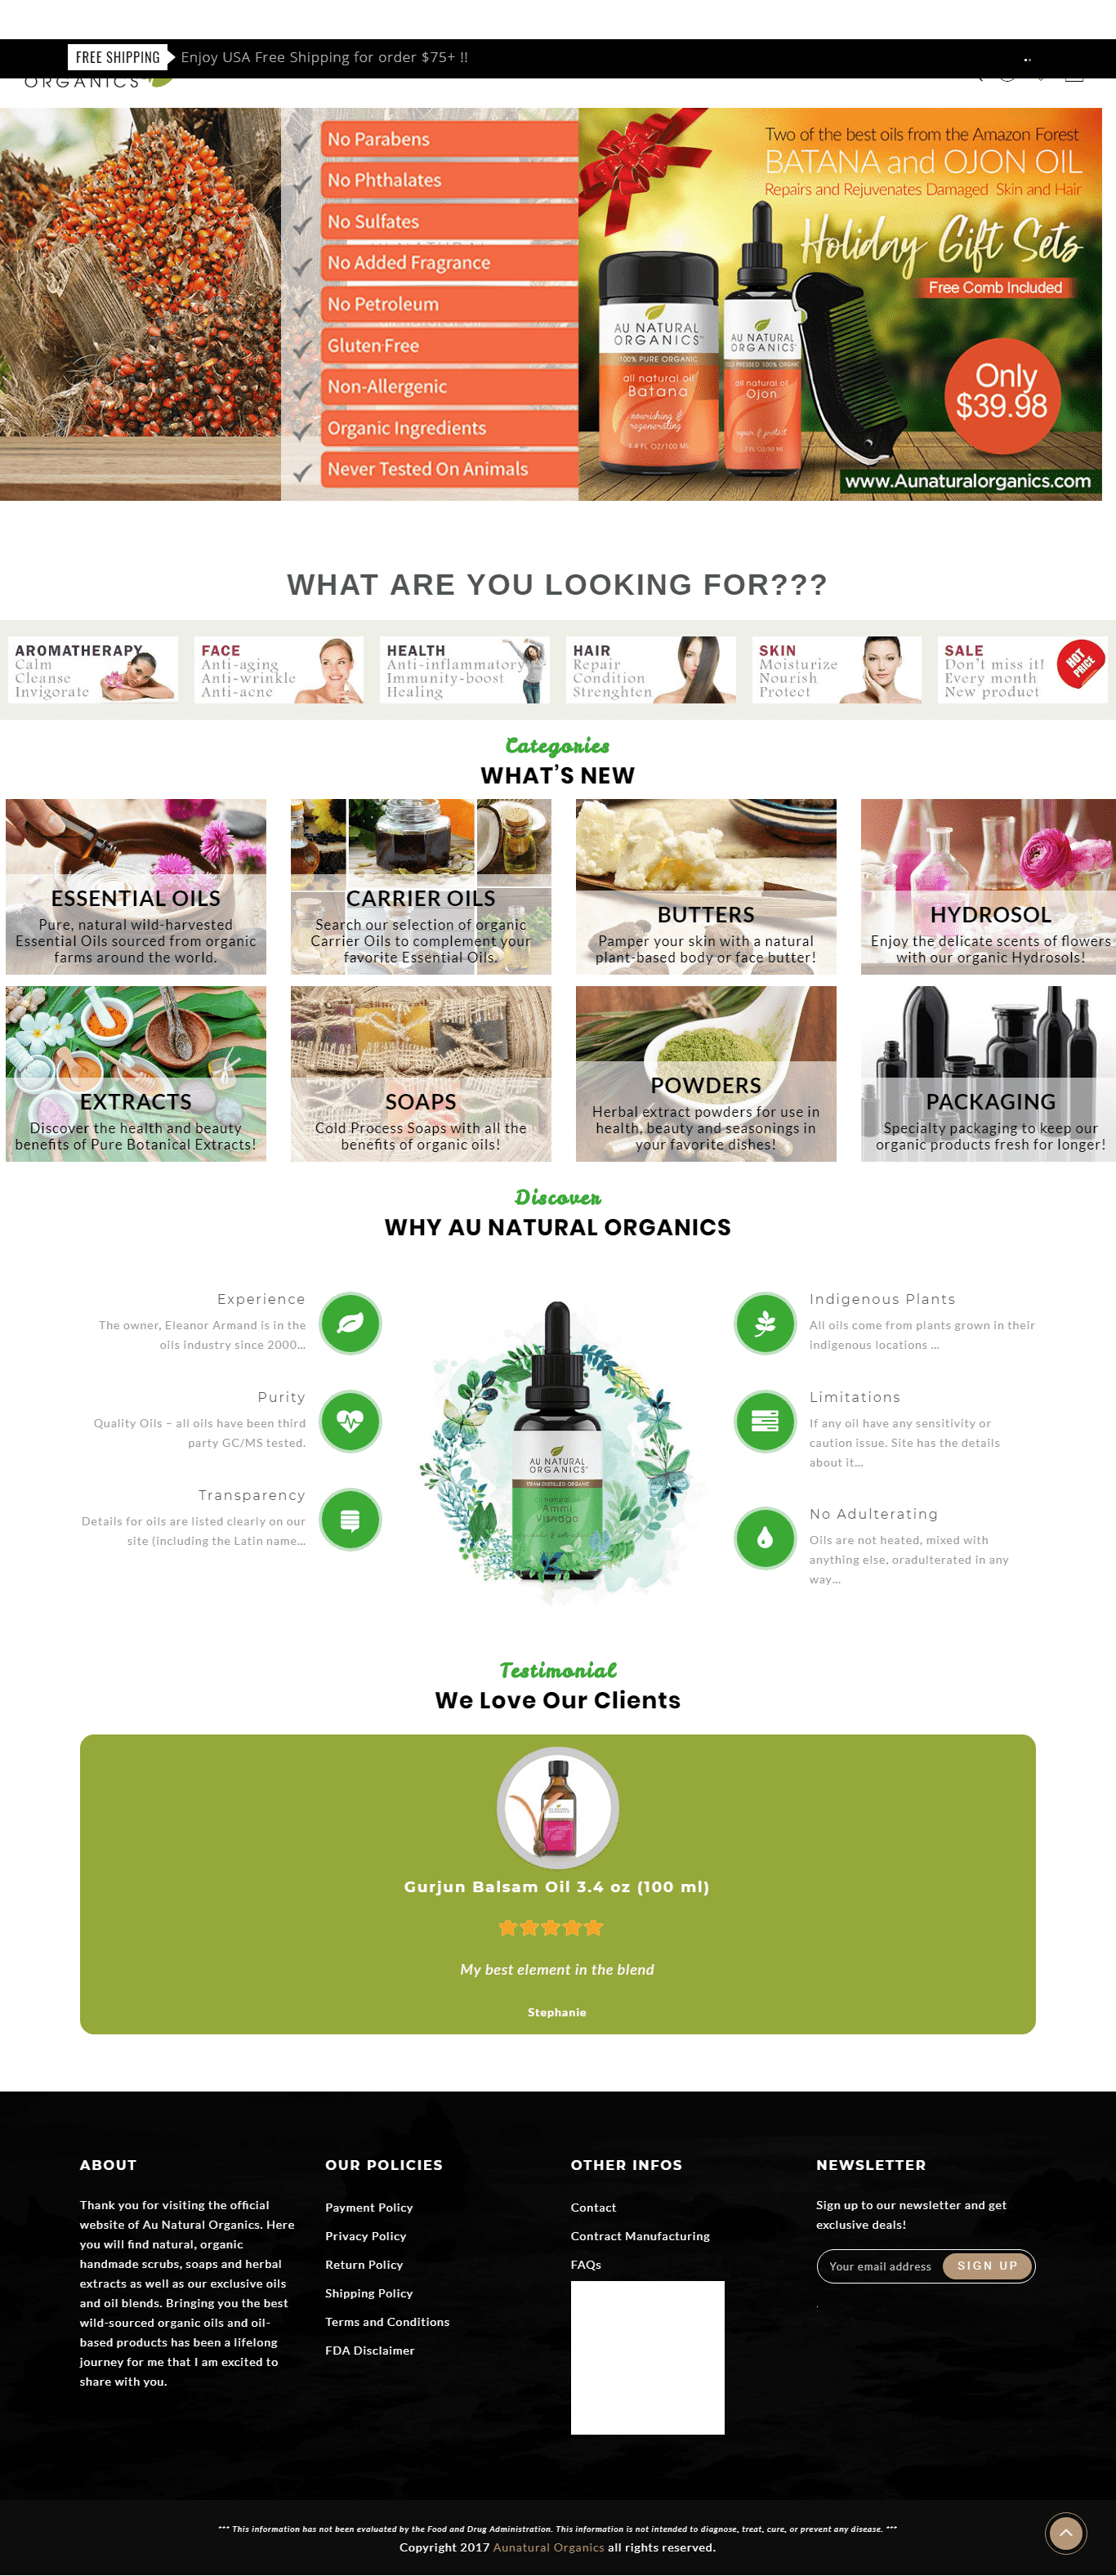 FREE SHIPPING Enjoy USA Free Shipping for order $75+ !!
ORGANICS
No Parabens
No Phthalates
No Sulfates
No Added Fragrance
No Petroleum
Gluten-Free
Non-Allergenic
Organic Ingredients
Never Tested On Animals
Two of the best oils from the Amazon Forest
BATANA and OJON OIL
Repairs and Rejuvenates Damaged Skin and Hair
Holiday Gift Sets
Free Comb Included
AU NATURAL
ORGANICS™
100% PURE ORGANIC
all natural oil
Batana
nourishing &
regenerating
3.4 FL OZ/100 ML
AU NATURAL
ORGANICS
COLD PRESSED 100% ORGANIC
all natural oil
Ojon
repair & protect
Only
$39.98
www.Aunaturalorganics.com
WHAT ARE YOU LOOKING FOR???
AROMATHERAPY
Calm
Cleanse
Invigorate
FACE
Anti-aging
Anti-wrinkle
Anti-acne
HEALTH
Anti-inflammatory
Immunity-boost
Healing
HAIR
Repair
Condition
Strenghten
SKIN
Moisturize
Nourish
Protect
SALE
Don't miss it!
Every month
New product
HOT
PRICE
Categories
WHAT'S NEW
ESSENTIAL OILS
Pure, natural wild-harvested
Essential Oils sourced from organic
farms around the world.
CARRIER OILS
Search our selection of organic
Carrier Oils to complement your
favorite Essential Oils.
BUTTERS
Pamper your skin with a natural
plant-based body or face butter!
HYDROSOL
Enjoy the delicate scents of flowers
with our organic Hydrosols!
EXTRACTS
Discover the health and beauty
benefits of Pure Botanical Extracts!
SOAPS
Cold Process Soaps with all the
benefits of organic oils!
POWDERS
Herbal extract powders for use in
health, beauty and seasonings in
your favorite dishes!
PACKAGING
Specialty packaging to keep our
organic products fresh for longer!
Discover
WHY AU NATURAL ORGANICS
Experience
The owner, Eleanor Armand is in the
oils industry since 2000...
Purity
Quality Oils – all oils have been third
party GC/MS tested.
Transparency
Details for oils are listed clearly on our
site (including the Latin name...
AU NATURAL
ORGANICS™
STEAM-DISTILLED ORGANIC
all natural oil
Ammi
Visnaga
Indigenous Plants
All oils come from plants grown in their
indigenous locations ...
Limitations
If any oil have any sensitivity or
caution issue. Site has the details
about it...
No Adulterating
Oils are not heated, mixed with
anything else, oradulterated in any
way...
Testimonial
We Love Our Clients
Gurjun Balsam Oil 3.4 oz (100 ml)
My best element in the blend
Stephanie
ABOUT
Thank you for visiting the official
website of Au Natural Organics. Here
you will find natural, organic
handmade scrubs, soaps and herbal
extracts as well as our exclusive oils
and oil blends. Bringing you the best
wild-sourced organic oils and oil-
based products has been a lifelong
journey for me that I am excited to
share with you.
OUR POLICIES
Payment Policy
Privacy Policy
Return Policy
Shipping Policy
Terms and Conditions
FDA Disclaimer
OTHER INFOS
Contact
Contract Manufacturing
FAQs
NEWSLETTER
Sign up to our newsletter and get
exclusive deals!
Your email address SIGN UP
*** This information has not been evaluated by the Food and Drug Administration. This information is not intended to diagnose, treat, cure, or prevent any disease. ***
Copyright 2017 Aunatural Organics all rights reserved.